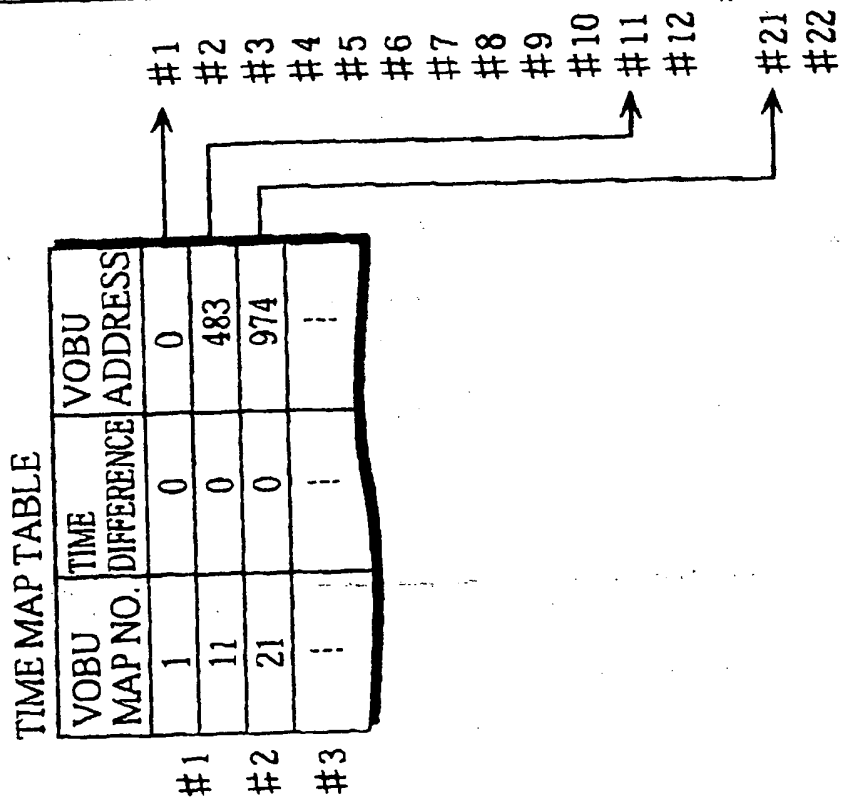 TIME MAP TABLE
VOBU TIME VOBU
MAP NO. DIFFERENCE ADDRESS
#1 1 0 0
#2 11 0 483
#3 21 0 974
--- --- ---
#1
#2
#3
#4
#5
#6
#7
#8
#9
#10
#11
#12
#21
#22